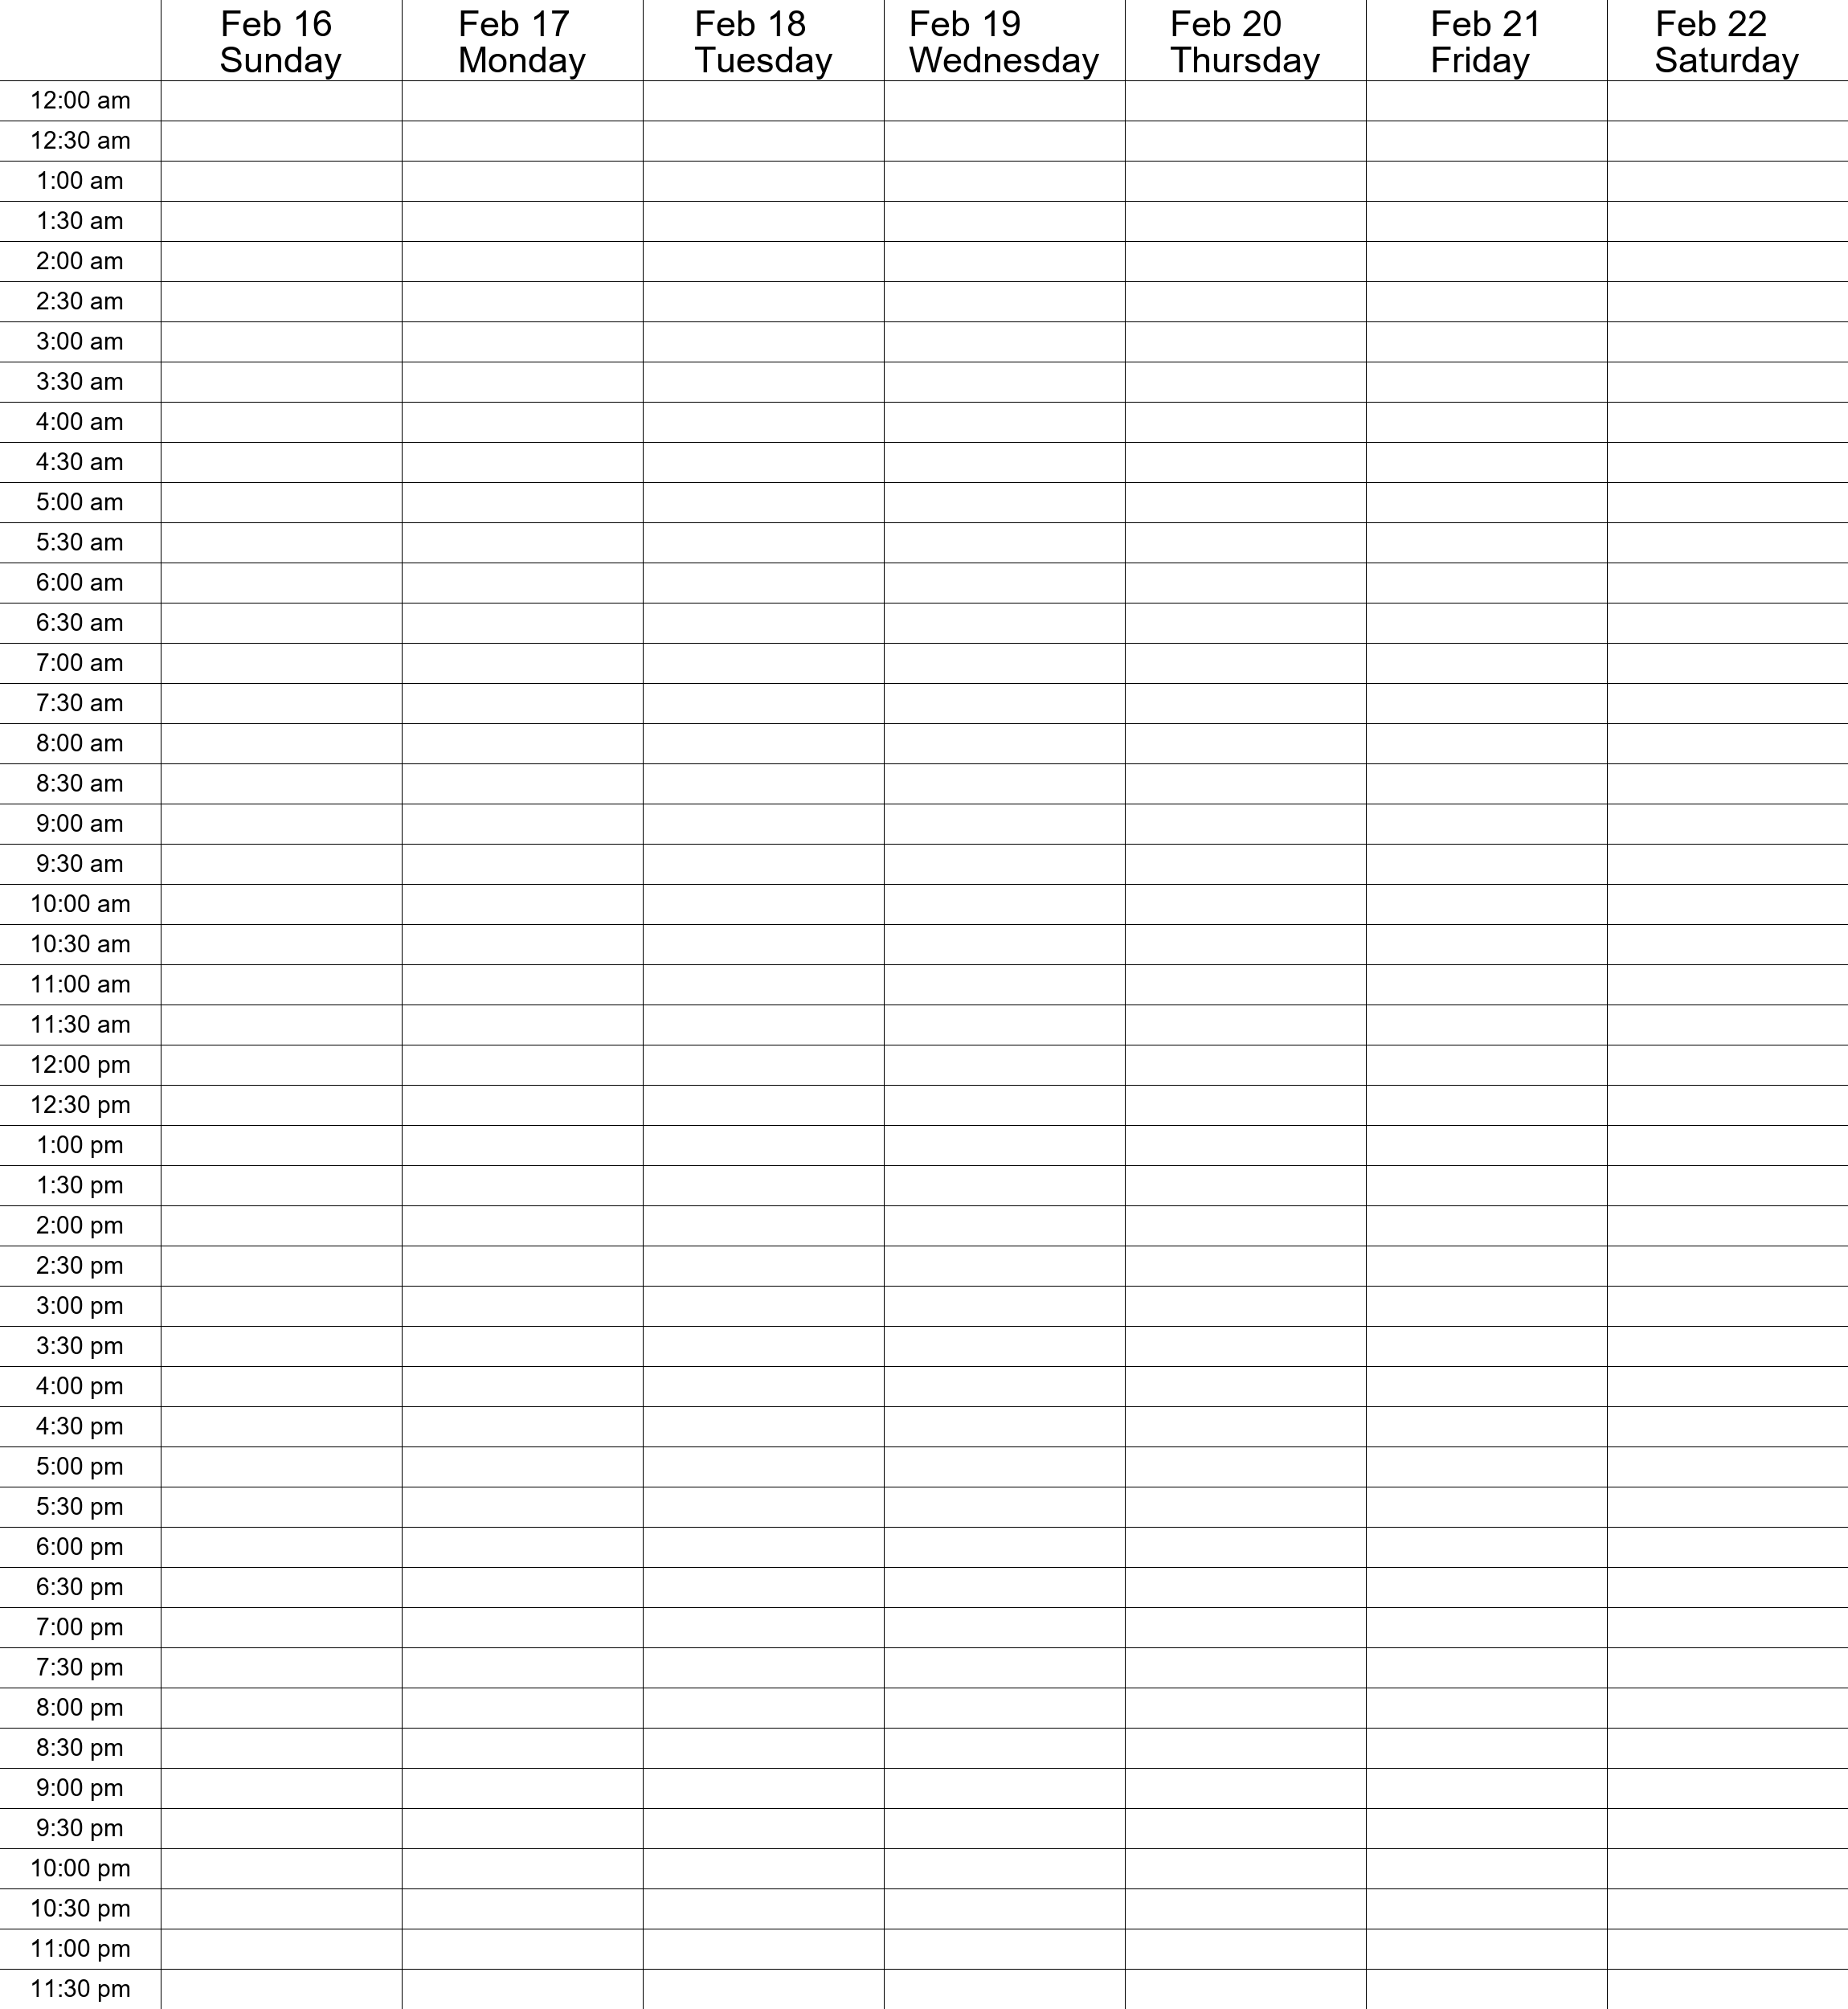 Feb 16 Feb 17 Feb 18 Feb 19 Feb 20 Feb 21 Feb 22
Sunday Monday Tuesday Wednesday Thursday Friday Saturday
12:00 am
12:30 am
1:00 am
1:30 am
2:00 am
2:30 am
3:00 am
3:30 am
4:00 am
4:30 am
5:00 am
5:30 am
6:00 am
6:30 am
7:00 am
7:30 am
8:00 am
8:30 am
9:00 am
9:30 am
10:00 am
10:30 am
11:00 am
11:30 am
12:00 pm
12:30 pm
1:00 pm
1:30 pm
2:00 pm
2:30 pm
3:00 pm
3:30 pm
4:00 pm
4:30 pm
5:00 pm
5:30 pm
6:00 pm
6:30 pm
7:00 pm
7:30 pm
8:00 pm
8:30 pm
9:00 pm
9:30 pm
10:00 pm
10:30 pm
11:00 pm
11:30 pm